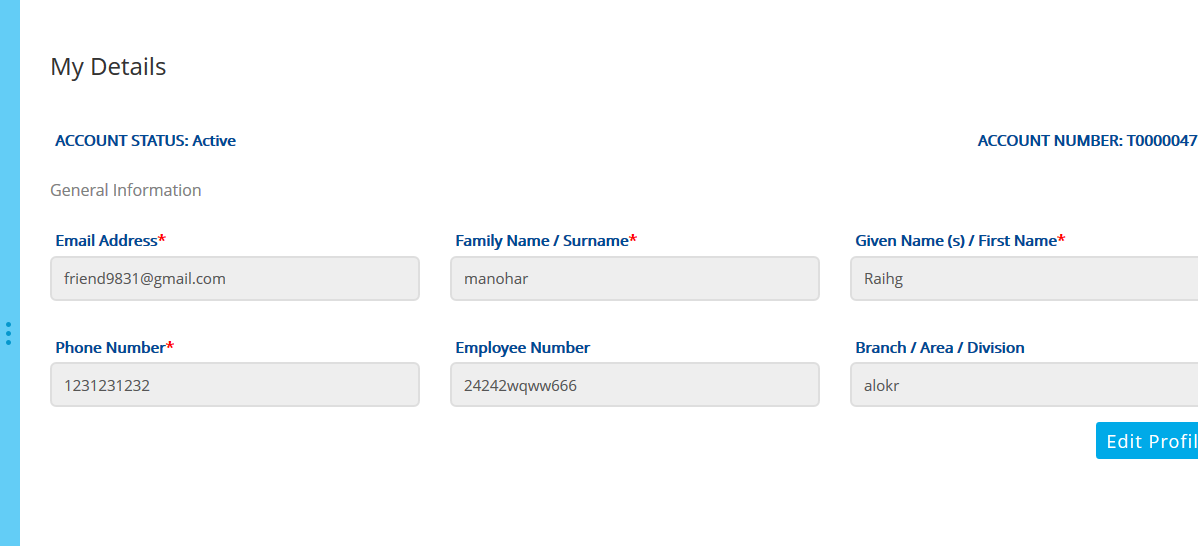 My Details
ACCOUNT STATUS: Active ACCOUNT NUMBER: T0000047
General Information
Email Address* Family Name / Surname* Given Name (s) / First Name*
friend9831@gmail.com manohar Raihg
Phone Number* Employee Number Branch / Area / Division
1231231232 24242wqww666 alokr
Edit Profil